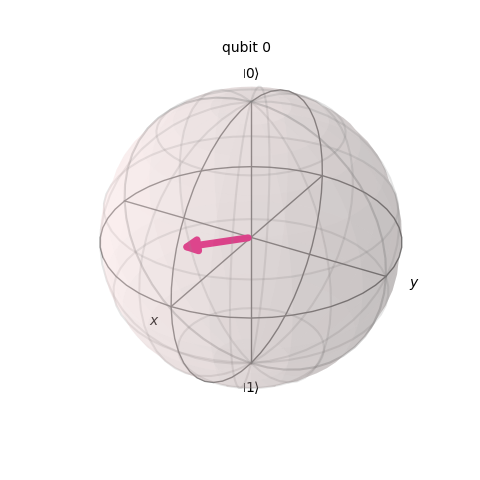 qubit 0
|0⟩
y
x
|1⟩